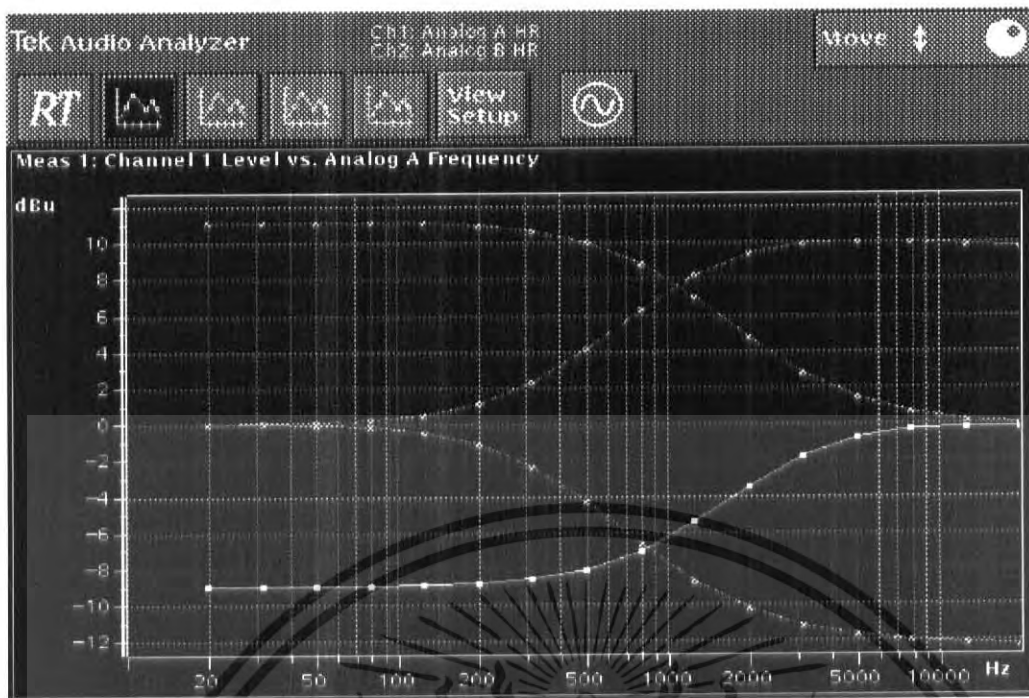 Tek Audio Analyzer
Ch1: Analog A HR
Ch2: Analog B HR
Move
RT
View
Setup
Meas 1: Channel 1 Level vs. Analog A Frequency
dBu
10
8
6
4
2
0
-2
-4
-6
-8
-10
-12
20 50 100 200 500 1000 2000 5000 10000 Hz